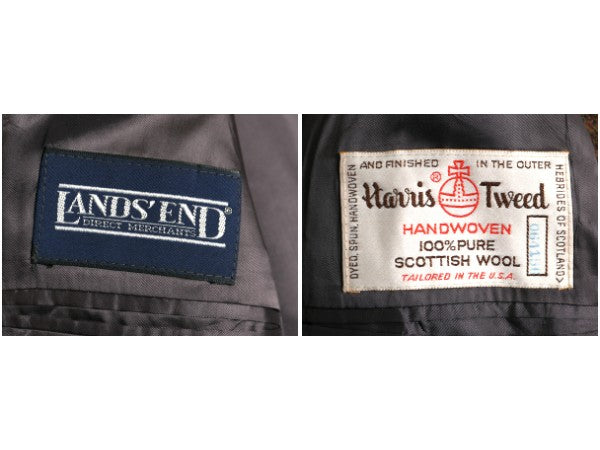 LANDS' END®
DIRECT MERCHANTS
DYED, SPUN, HANDWOVEN
AND FINISHED
IN THE OUTER
HEBRIDES OF SCOTLAND
Harris® Tweed
HANDWOVEN
100% PURE
SCOTTISH WOOL
TAILORED IN THE U.S.A.